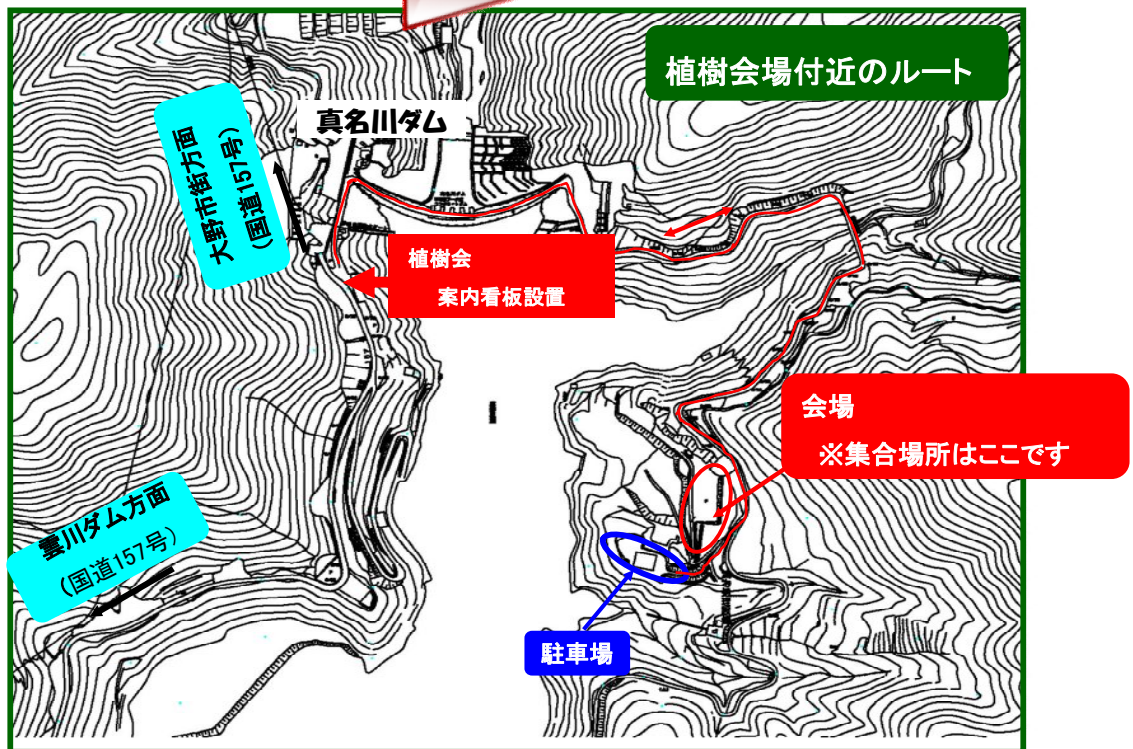 植樹会場付近のルート
真名川ダム
大野市街方面
(国道157号)
植樹会
案内看板設置
会場
※集合場所はここです
雲川ダム方面
(国道157号)
駐車場